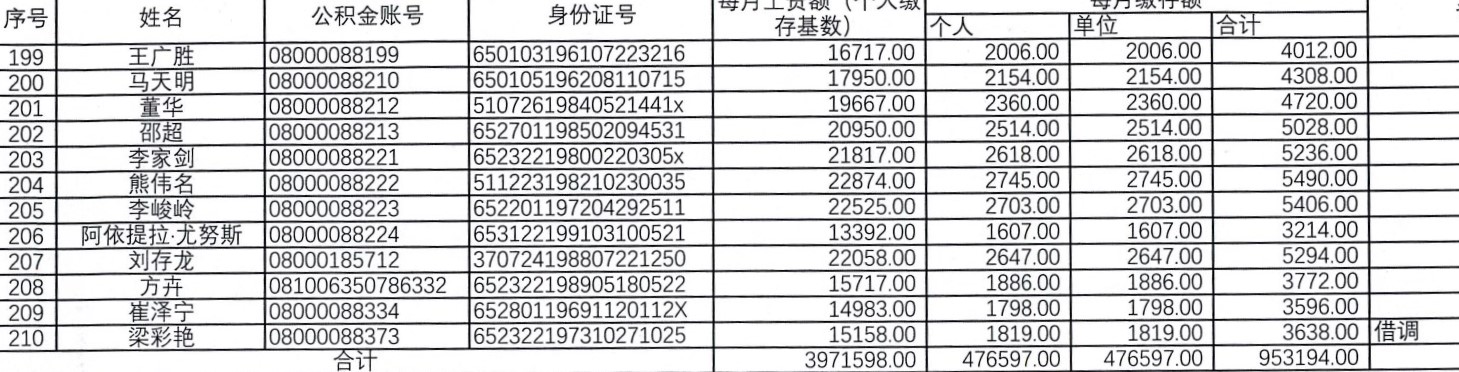 序号 姓名 公积金账号 身份证号 每月工资额（个人缴存基数） 每月缴存额
个人 单位 合计
199 王广胜 08000088199 650103196107223216 16717.00 2006.00 2006.00 4012.00
200 马天明 08000088210 650105196208110715 17950.00 2154.00 2154.00 4308.00
201 董华 08000088212 51072619840521441x 19667.00 2360.00 2360.00 4720.00
202 邵超 08000088213 652701198502094531 20950.00 2514.00 2514.00 5028.00
203 李家剑 08000088221 65232219800220305x 21817.00 2618.00 2618.00 5236.00
204 熊伟名 08000088222 511223198210230035 22874.00 2745.00 2745.00 5490.00
205 李峻岭 08000088223 652201197204292511 22525.00 2703.00 2703.00 5406.00
206 阿依提拉·尤努斯 08000088224 653122199103100521 13392.00 1607.00 1607.00 3214.00
207 刘存龙 08000185712 370724198807221250 22058.00 2647.00 2647.00 5294.00
208 方卉 081006350786332 652322198905180522 15717.00 1886.00 1886.00 3772.00
209 崔泽宁 08000088334 65280119691120112X 14983.00 1798.00 1798.00 3596.00
210 梁彩艳 08000088373 652322197310271025 15158.00 1819.00 1819.00 3638.00 借调
合计 3971598.00 476597.00 476597.00 953194.00